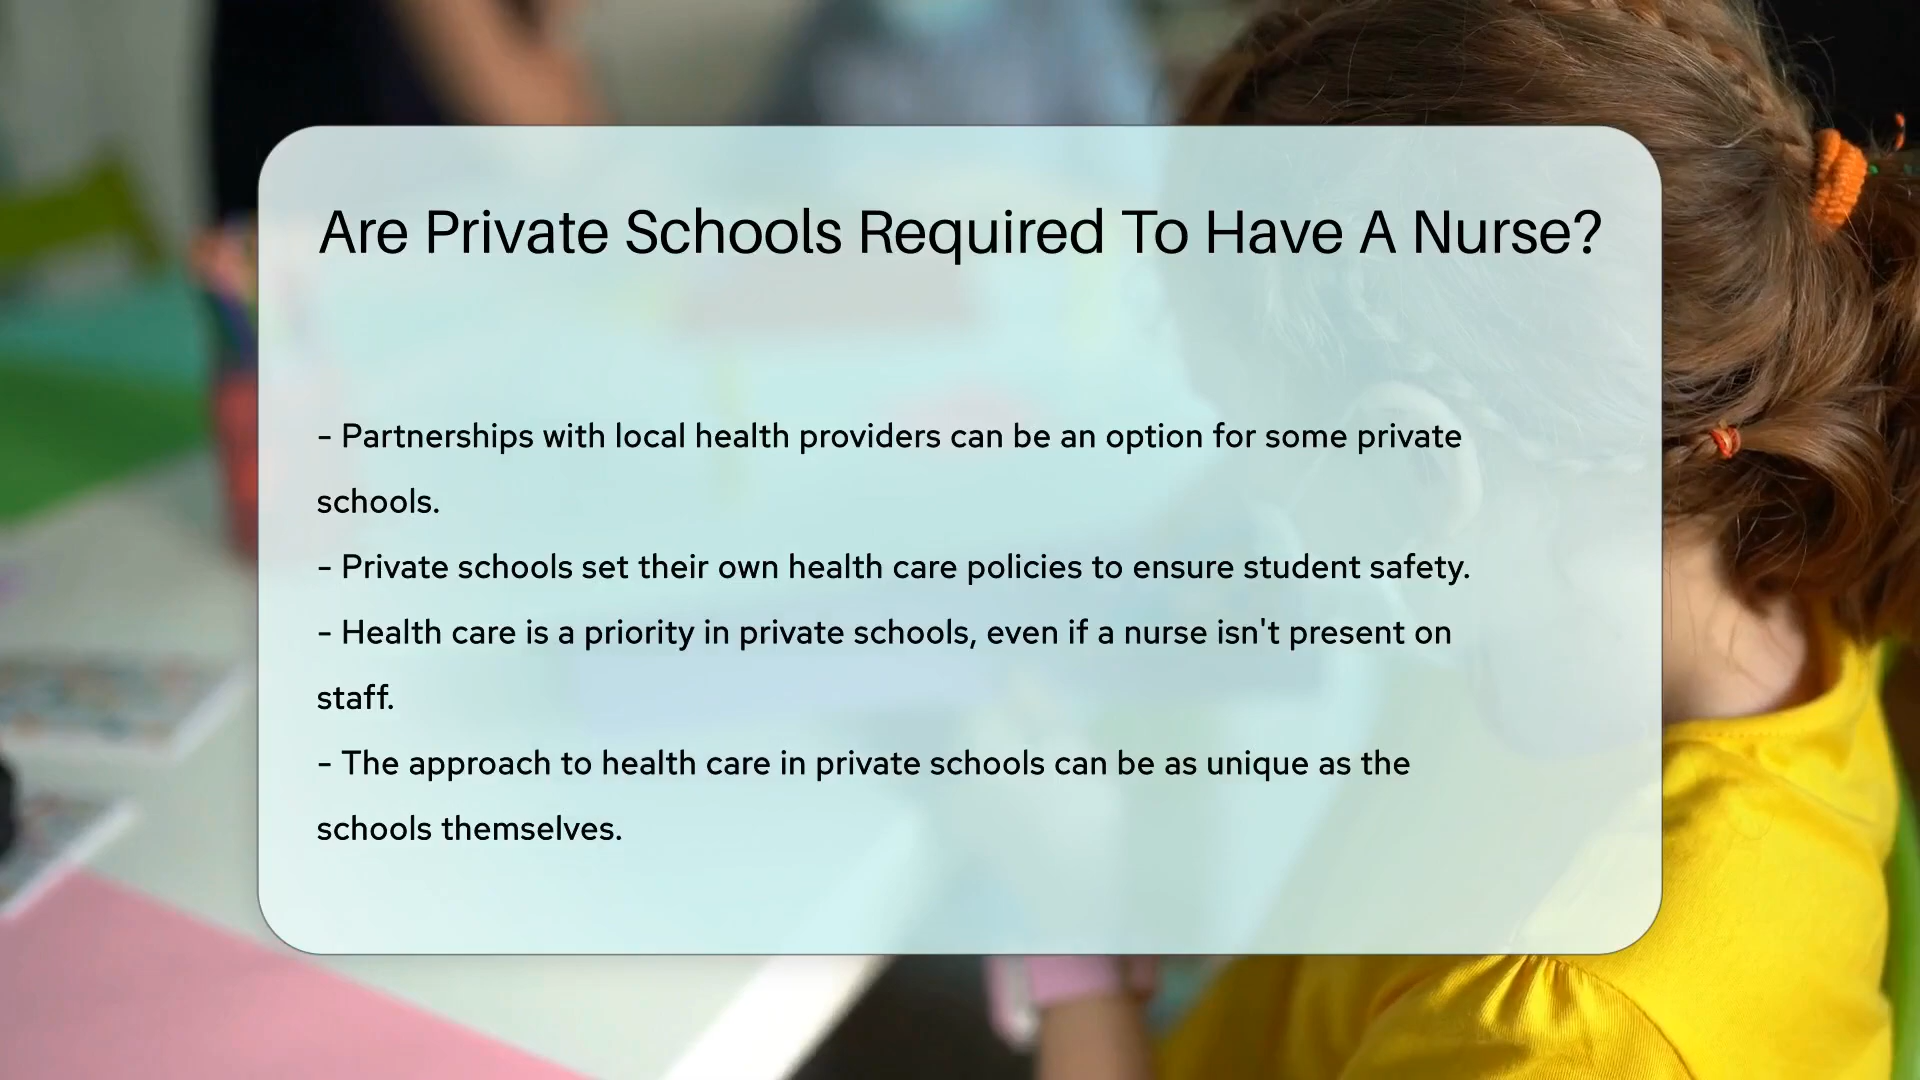 Are Private Schools Required To Have A Nurse?
- Partnerships with local health providers can be an option for some private
schools.
- Private schools set their own health care policies to ensure student safety.
- Health care is a priority in private schools, even if a nurse isn't present on
staff.
- The approach to health care in private schools can be as unique as the
schools themselves.